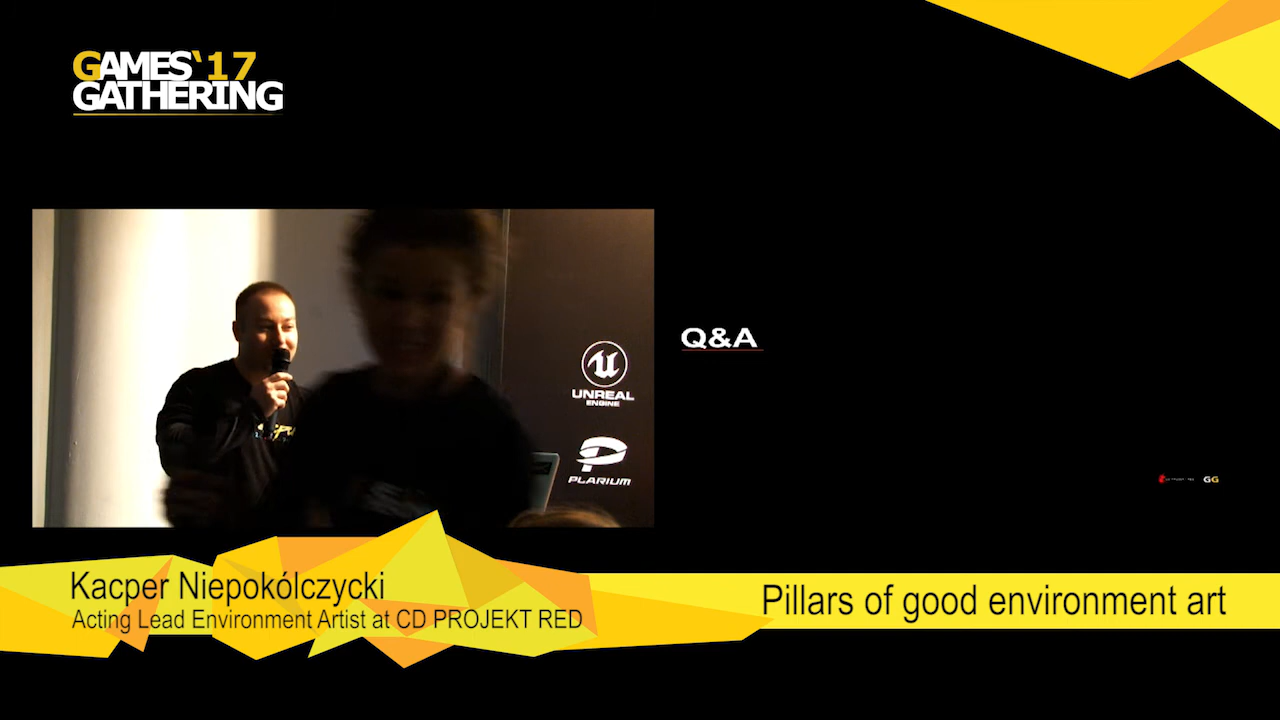 GAMES‘17
GATHERING
UNREAL
ENGINE
PLARIUM
Q&A
GG
Kacper Niepokólczycki
Acting Lead Environment Artist at CD PROJEKT RED
Pillars of good environment art